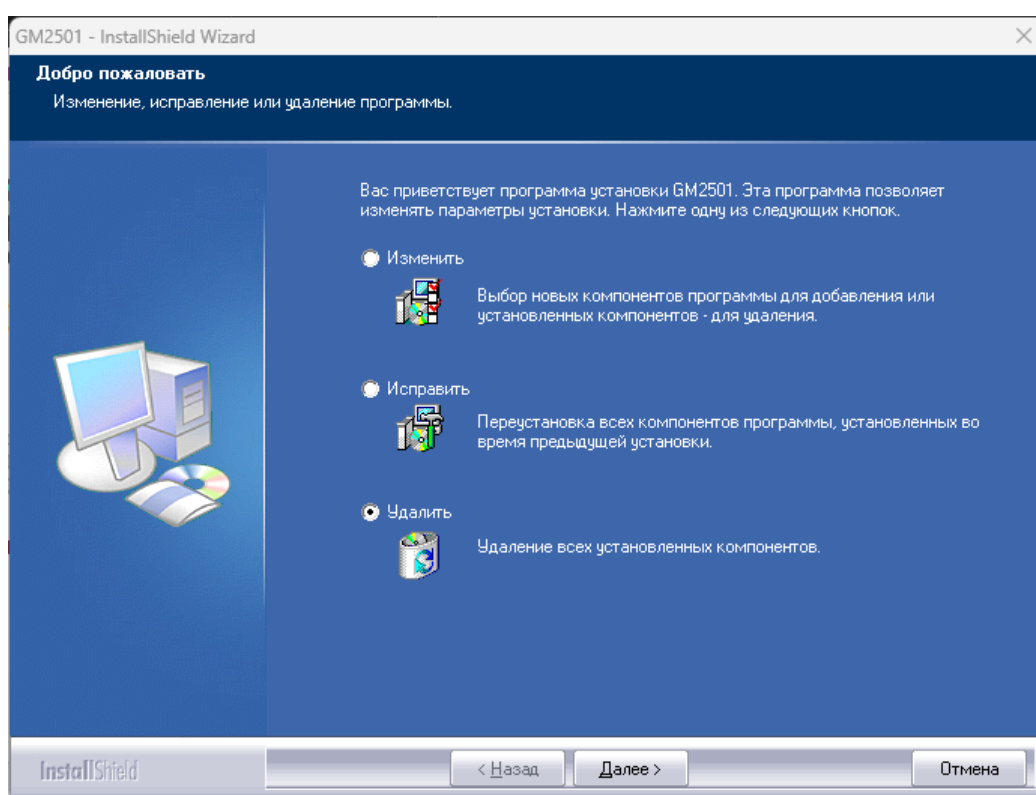 GM2501 - InstallShield Wizard
Добро пожаловать
Изменение, исправление или удаление программы.
Вас приветствует программа установки GM2501. Эта программа позволяет
изменять параметры установки. Нажмите одну из следующих кнопок.
Изменить
Выбор новых компонентов программы для добавления или
установленных компонентов - для удаления.
Исправить
Переустановка всех компонентов программы, установленных во
время предыдущей установки.
Удалить
Удаление всех установленных компонентов.
InstallShield
< Назад
Далее >
Отмена